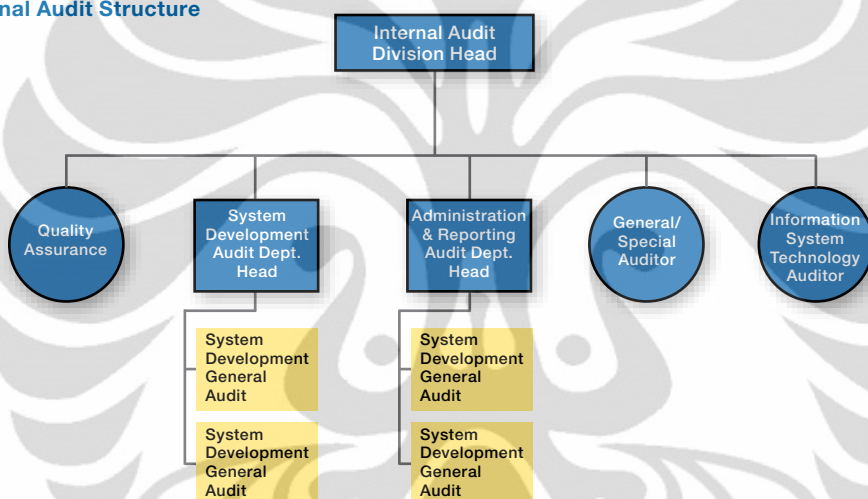 nal Audit Structure
Internal Audit
Division Head
Quality
Assurance
System
Development
Audit Dept.
Head
Administration
& Reporting
Audit Dept.
Head
General/
Special
Auditor
Information
System
Technology
Auditor
System
Development
General
Audit
System
Development
General
Audit
System
Development
General
Audit
System
Development
General
Audit